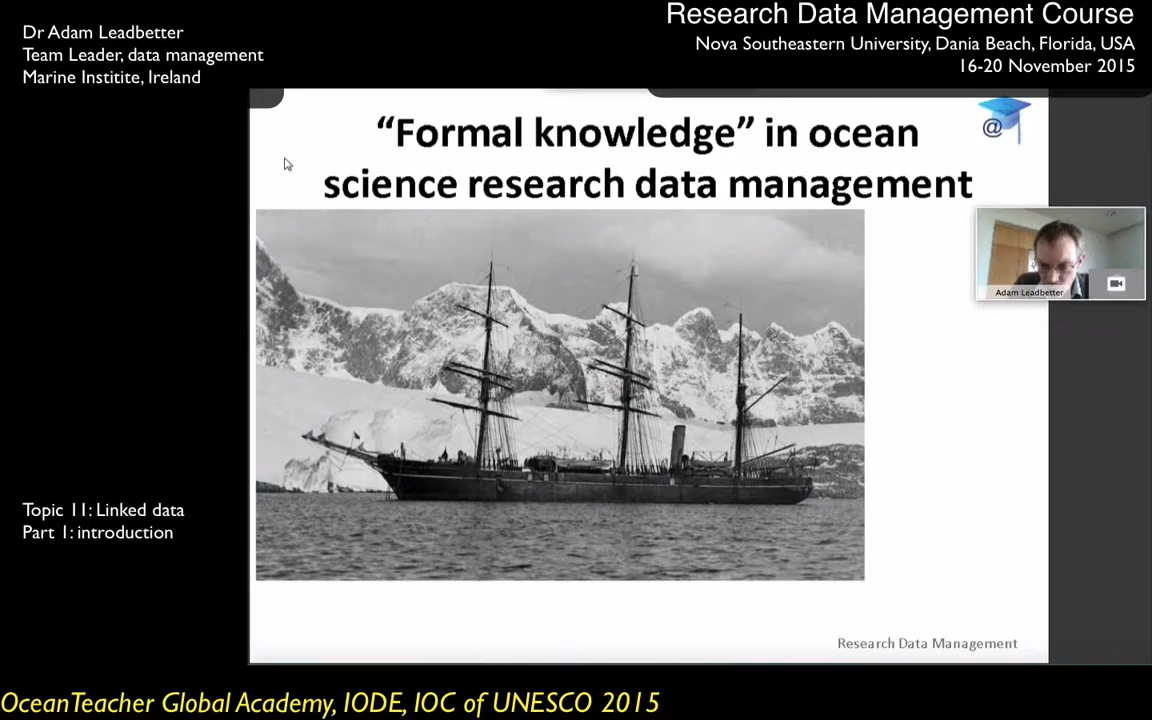 Dr Adam Leadbetter
Team Leader, data management
Marine Institite, Ireland
Research Data Management Course
Nova Southeastern University, Dania Beach, Florida, USA
16-20 November 2015
“Formal knowledge” in ocean
science research data management
@
Adam Leadbetter
Topic 11: Linked data
Part 1: introduction
Research Data Management
OceanTeacher Global Academy, IODE, IOC of UNESCO 2015